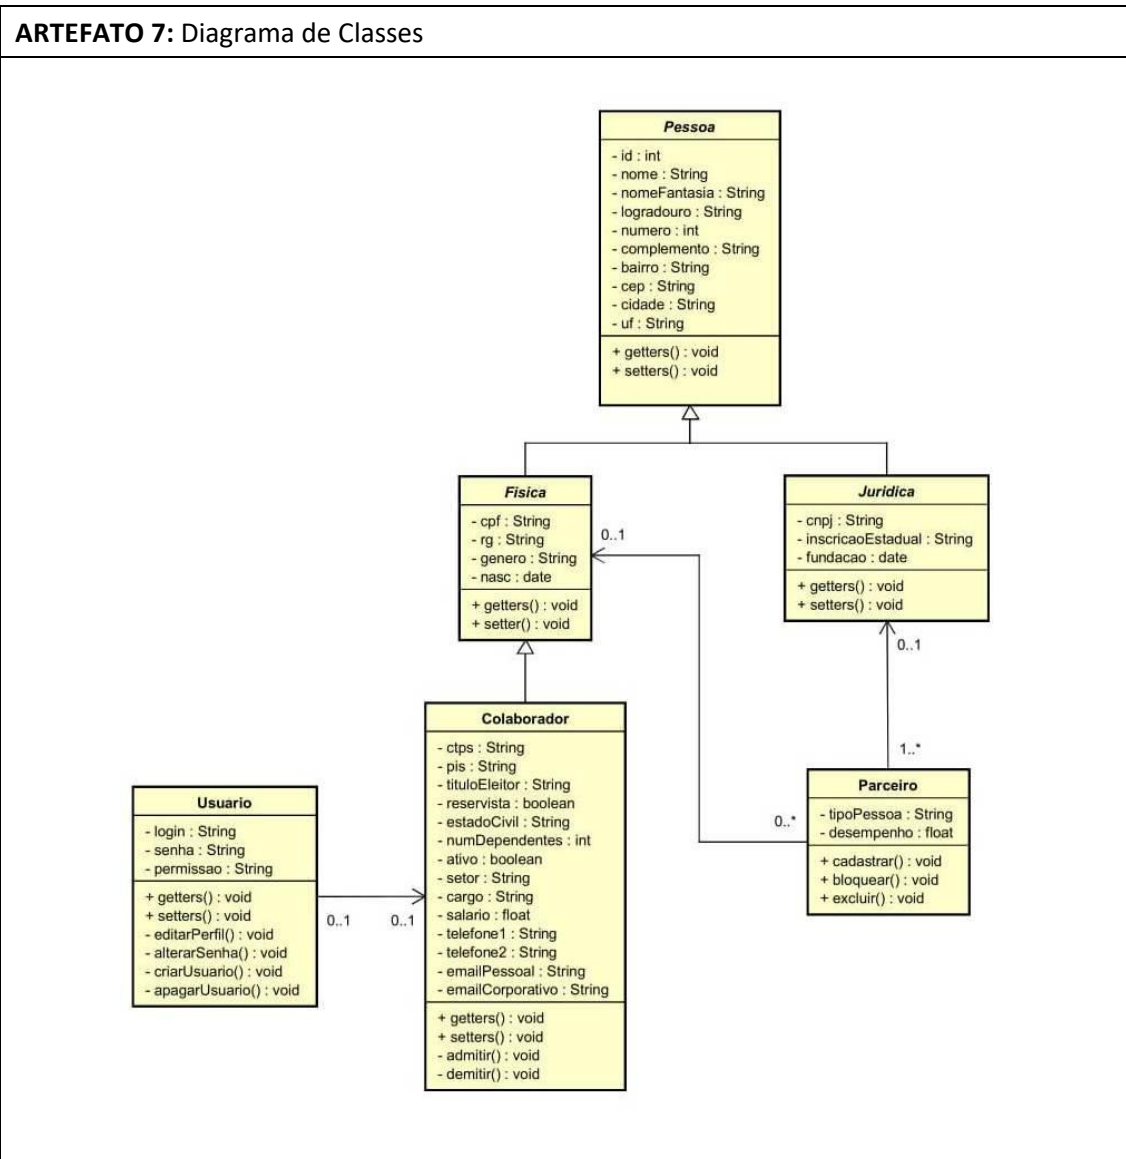 ARTEFATO 7: Diagrama de Classes
Pessoa
- id : int
- nome : String
- nomeFantasia : String
- logradouro : String
- numero : int
- complemento : String
- bairro : String
- cep : String
- cidade : String
- uf : String
+ getters() : void
+ setters() : void
Fisica
- cpf : String
- rg : String
- genero : String
- nasc : date
+ getters() : void
+ setter() : void
0..1
Juridica
- cnpj : String
- inscricaoEstadual : String
- fundacao : date
+ getters() : void
+ setters() : void
0..1
1..*
Colaborador
- ctps : String
- pis : String
- tituloEleitor : String
- reservista : boolean
- estadoCivil : String
- numDependentes : int
- ativo : boolean
- setor : String
- cargo : String
- salario : float
- telefone1 : String
- telefone2 : String
- emailPessoal : String
- emailCorporativo : String
+ getters() : void
+ setters() : void
- admitir() : void
- demitir() : void
Usuario
- login : String
- senha : String
- permissao : String
+ getters() : void
+ setters() : void
- editarPerfil() : void
- alterarSenha() : void
- criarUsuario() : void
- apagarUsuario() : void
0..1
0..1
0..*
Parceiro
- tipoPessoa : String
- desempenho : float
+ cadastrar() : void
+ bloquear() : void
+ excluir() : void